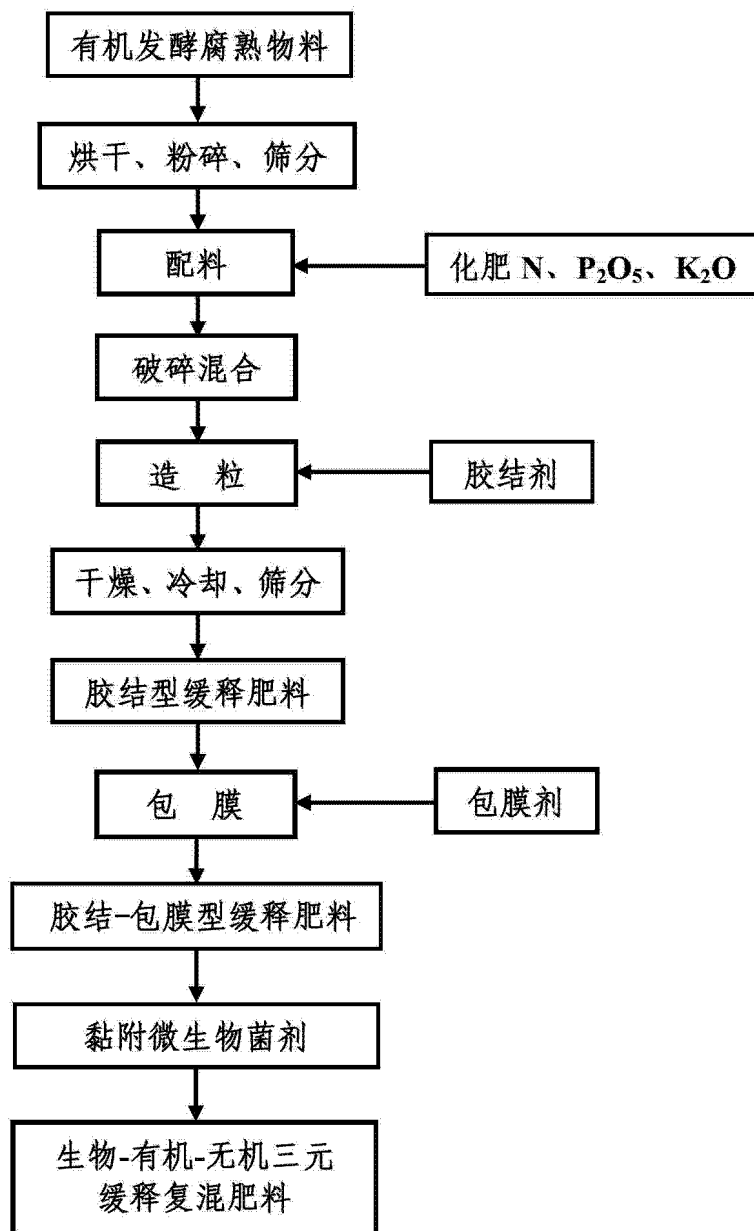 有机发酵腐熟物料
烘干、粉碎、筛分
配料
化肥 N、P₂O₅、K₂O
破碎混合
造 粒
胶结剂
干燥、冷却、筛分
胶结型缓释肥料
包 膜
包膜剂
胶结-包膜型缓释肥料
黏附微生物菌剂
生物-有机-无机三元
缓释复混肥料